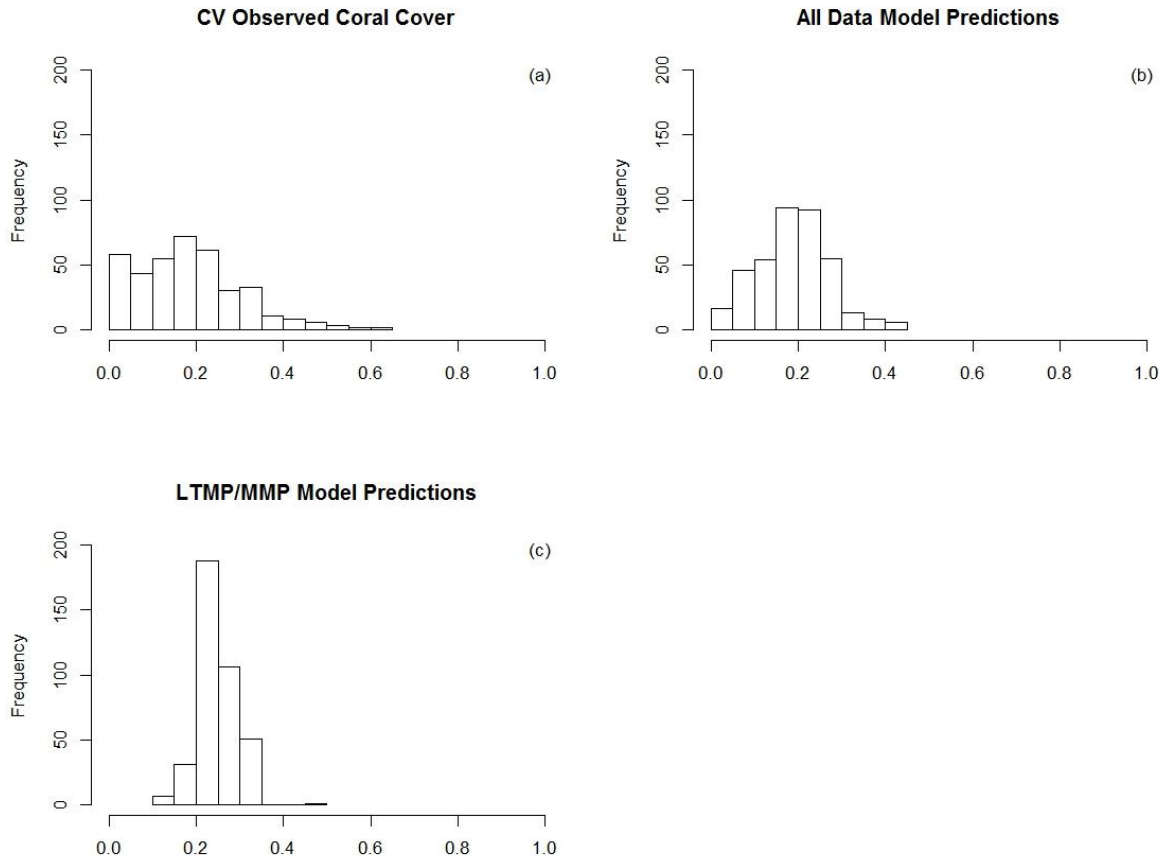 CV Observed Coral Cover
(a)
Frequency
200
150
100
50
0
0.0 0.2 0.4 0.6 0.8 1.0
All Data Model Predictions
(b)
Frequency
200
150
100
50
0
0.0 0.2 0.4 0.6 0.8 1.0
LTMP/MMP Model Predictions
(c)
Frequency
200
150
100
50
0
0.0 0.2 0.4 0.6 0.8 1.0